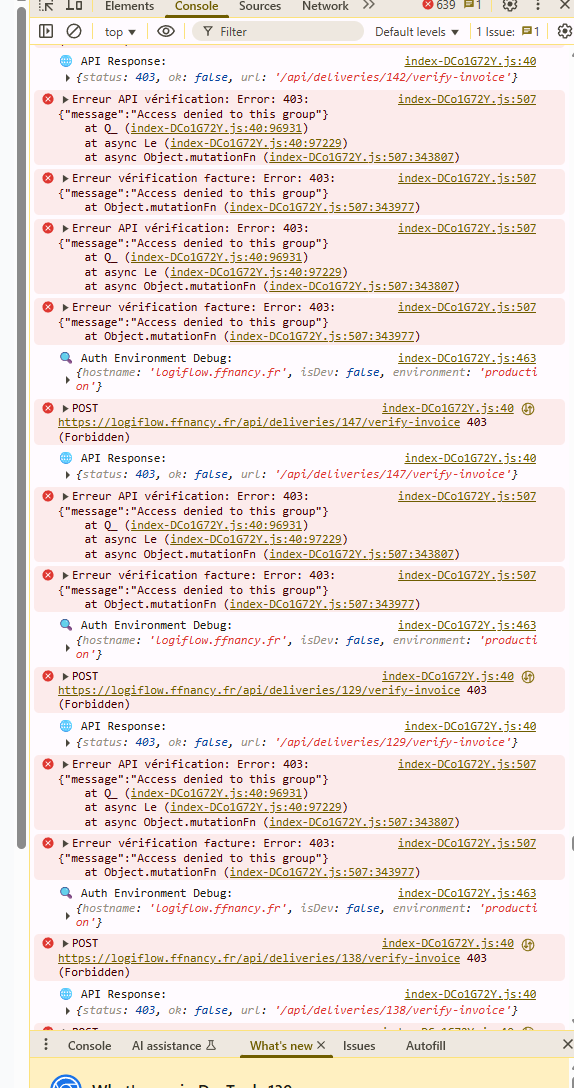 Elements Console Sources Network 639 1
top Filter Default levels 1 Issue: 1
API Response: index-DCo1G72Y.js:40
{status: 403, ok: false, url: '/api/deliveries/142/verify-invoice'}
Erreur API vérification: Error: 403: index-DCo1G72Y.js:507
{"message":"Access denied to this group"}
at Q_ (index-DCo1G72Y.js:40:96931)
at async Le (index-DCo1G72Y.js:40:97229)
at async Object.mutationFn (index-DCo1G72Y.js:507:343807)
Erreur vérification facture: Error: 403: index-DCo1G72Y.js:507
{"message":"Access denied to this group"}
at Object.mutationFn (index-DCo1G72Y.js:507:343977)
Erreur API vérification: Error: 403: index-DCo1G72Y.js:507
{"message":"Access denied to this group"}
at Q_ (index-DCo1G72Y.js:40:96931)
at async Le (index-DCo1G72Y.js:40:97229)
at async Object.mutationFn (index-DCo1G72Y.js:507:343807)
Erreur vérification facture: Error: 403: index-DCo1G72Y.js:507
{"message":"Access denied to this group"}
at Object.mutationFn (index-DCo1G72Y.js:507:343977)
Auth Environment Debug: index-DCo1G72Y.js:463
{hostname: 'logiflow.ffnancy.fr', isDev: false, environment: 'producti
on'}
POST index-DCo1G72Y.js:40
https://logiflow.ffnancy.fr/api/deliveries/147/verify-invoice 403
(Forbidden)
API Response: index-DCo1G72Y.js:40
{status: 403, ok: false, url: '/api/deliveries/147/verify-invoice'}
Erreur API vérification: Error: 403: index-DCo1G72Y.js:507
{"message":"Access denied to this group"}
at Q_ (index-DCo1G72Y.js:40:96931)
at async Le (index-DCo1G72Y.js:40:97229)
at async Object.mutationFn (index-DCo1G72Y.js:507:343807)
Erreur vérification facture: Error: 403: index-DCo1G72Y.js:507
{"message":"Access denied to this group"}
at Object.mutationFn (index-DCo1G72Y.js:507:343977)
Auth Environment Debug: index-DCo1G72Y.js:463
{hostname: 'logiflow.ffnancy.fr', isDev: false, environment: 'producti
on'}
POST index-DCo1G72Y.js:40
https://logiflow.ffnancy.fr/api/deliveries/129/verify-invoice 403
(Forbidden)
API Response: index-DCo1G72Y.js:40
{status: 403, ok: false, url: '/api/deliveries/129/verify-invoice'}
Erreur API vérification: Error: 403: index-DCo1G72Y.js:507
{"message":"Access denied to this group"}
at Q_ (index-DCo1G72Y.js:40:96931)
at async Le (index-DCo1G72Y.js:40:97229)
at async Object.mutationFn (index-DCo1G72Y.js:507:343807)
Erreur vérification facture: Error: 403: index-DCo1G72Y.js:507
{"message":"Access denied to this group"}
at Object.mutationFn (index-DCo1G72Y.js:507:343977)
Auth Environment Debug: index-DCo1G72Y.js:463
{hostname: 'logiflow.ffnancy.fr', isDev: false, environment: 'producti
on'}
POST index-DCo1G72Y.js:40
https://logiflow.ffnancy.fr/api/deliveries/138/verify-invoice 403
(Forbidden)
API Response: index-DCo1G72Y.js:40
{status: 403, ok: false, url: '/api/deliveries/138/verify-invoice'}
Console AI assistance What's new Issues Autofill